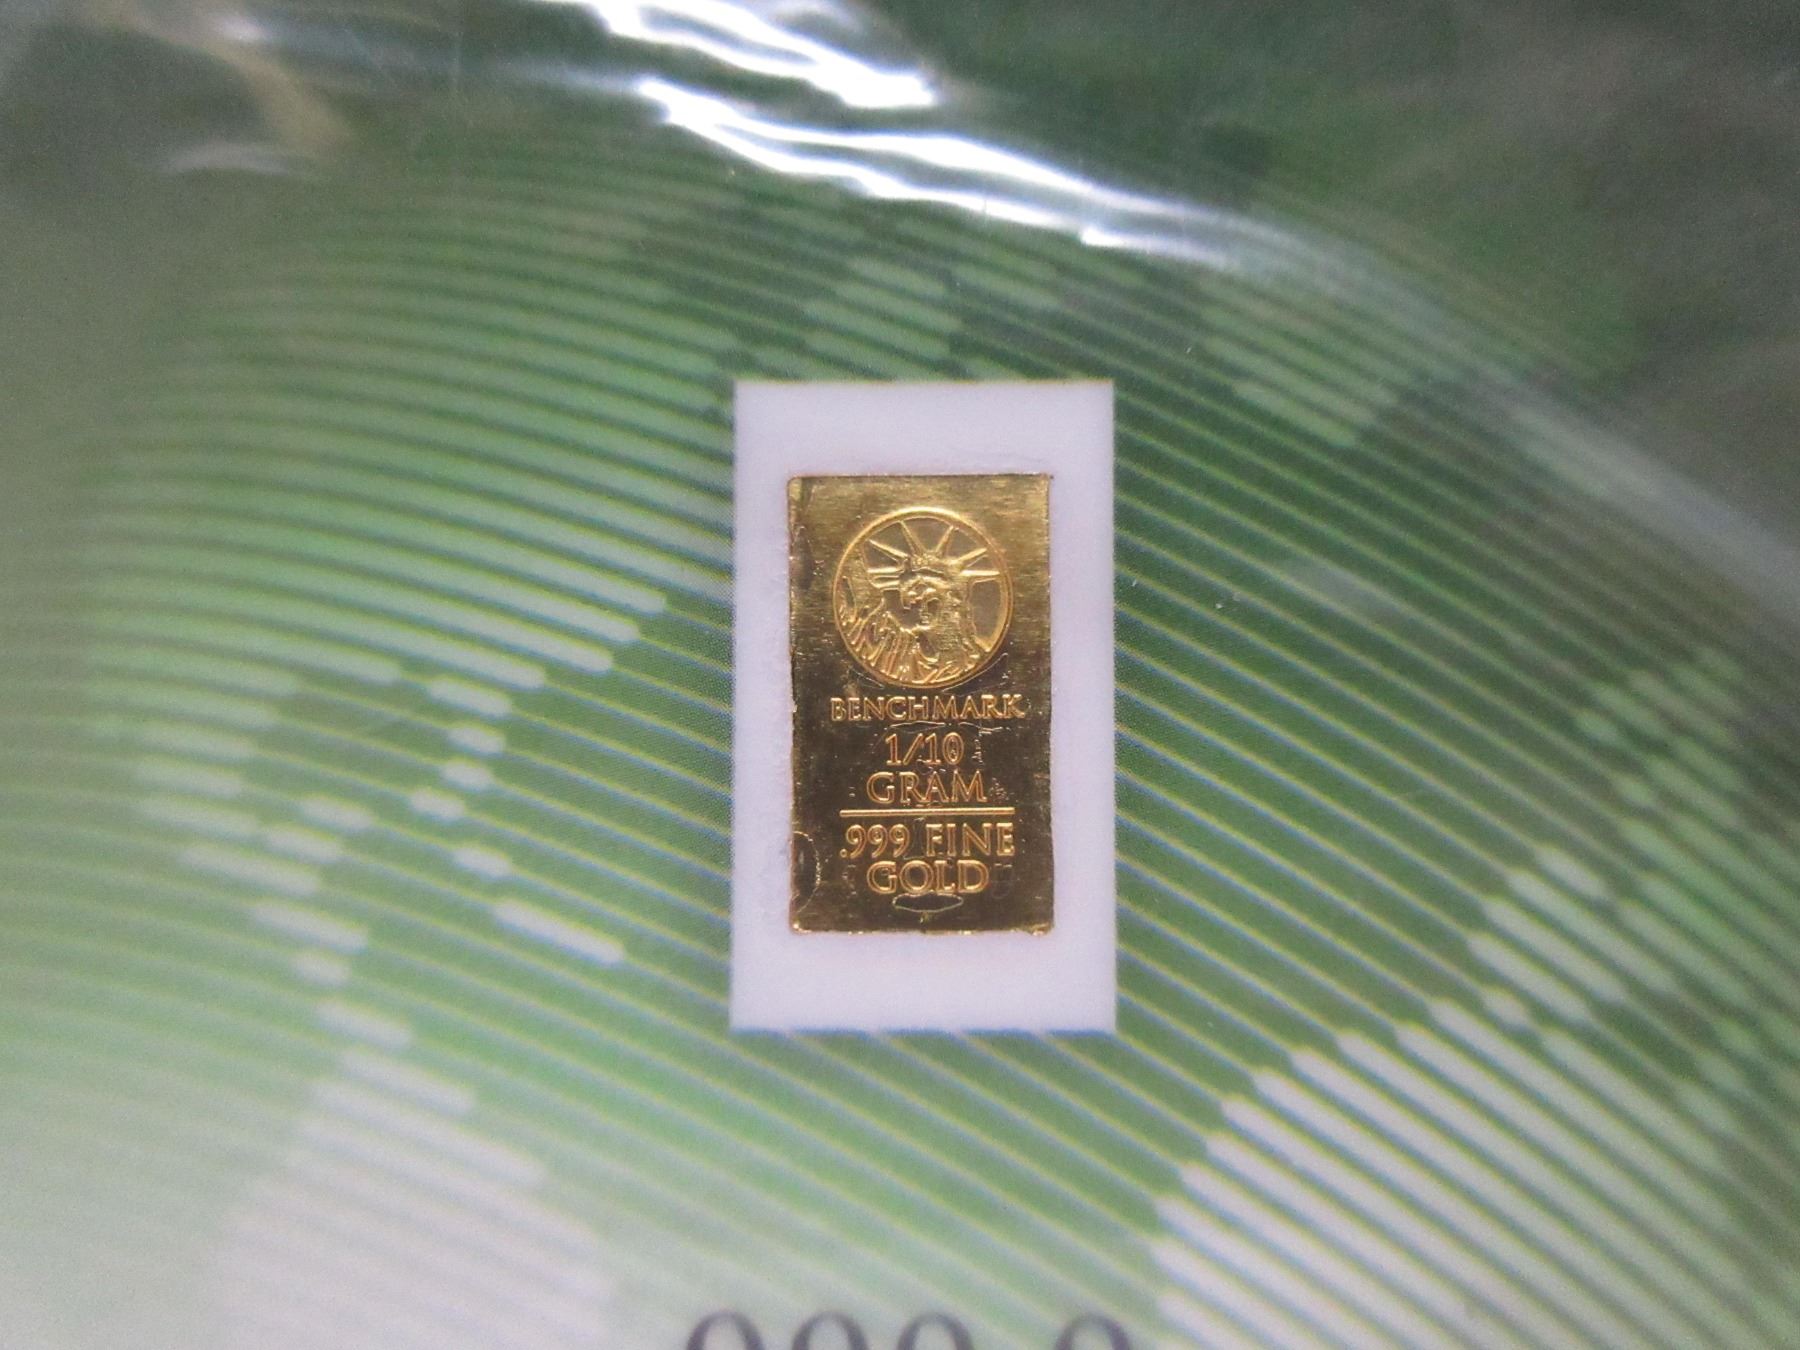 BENCHMARK
1/10
GRAM
.999 FINE
GOLD